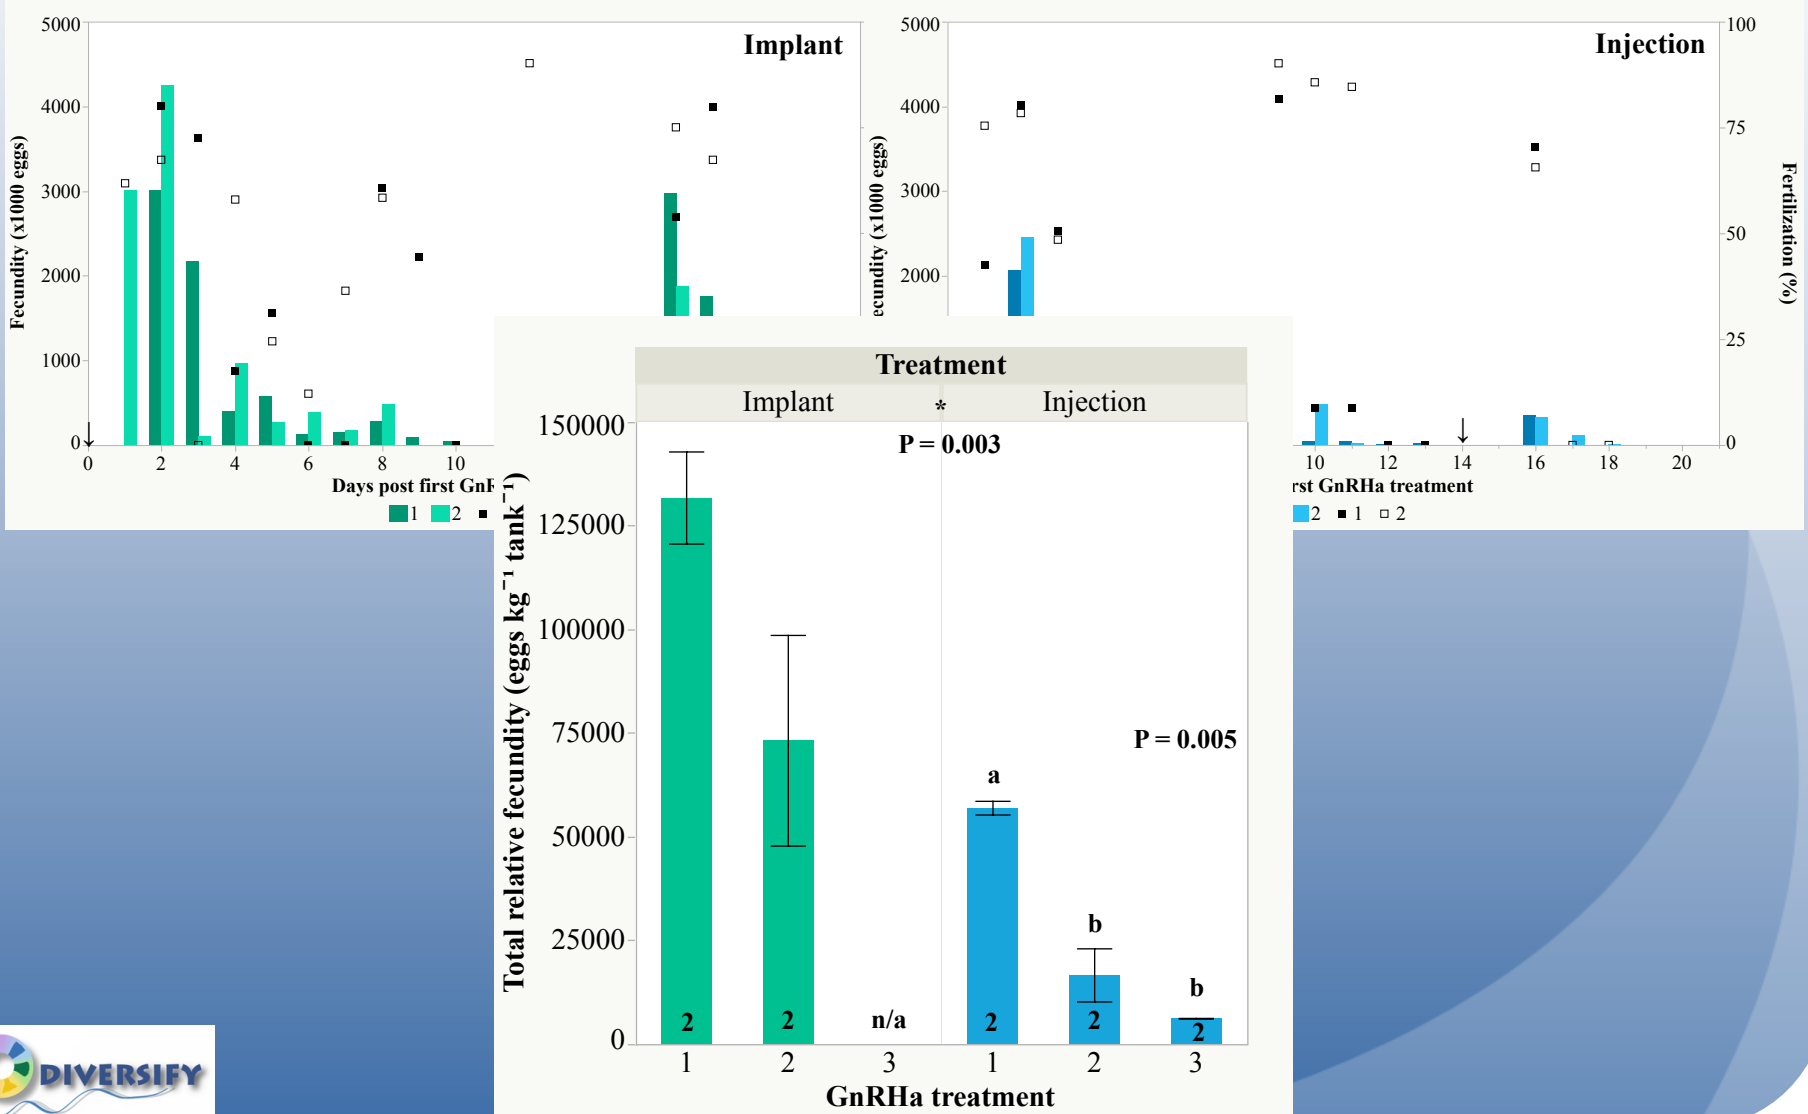 Implant
5000
4000
3000
2000
1000
0
Fecundity (x1000 eggs)
0 2 4 6 8 10
Days post first GnR
1 2
Injection
5000
4000
3000
2000
ecundity (x1000 eggs)
100
75
50
25
0
Fertilization (%)
10 12 14 16 18 20
rst GnRHa treatment
2 1 2
Treatment
Implant * Injection
P = 0.003
P = 0.005
150000
125000
100000
75000
50000
25000
0
Total relative fecundity (eggs kg⁻¹ tank⁻¹)
a
b
b
2 2 n/a 2 2 2
1 2 3 1 2 3
GnRHa treatment
DIVERSIFY